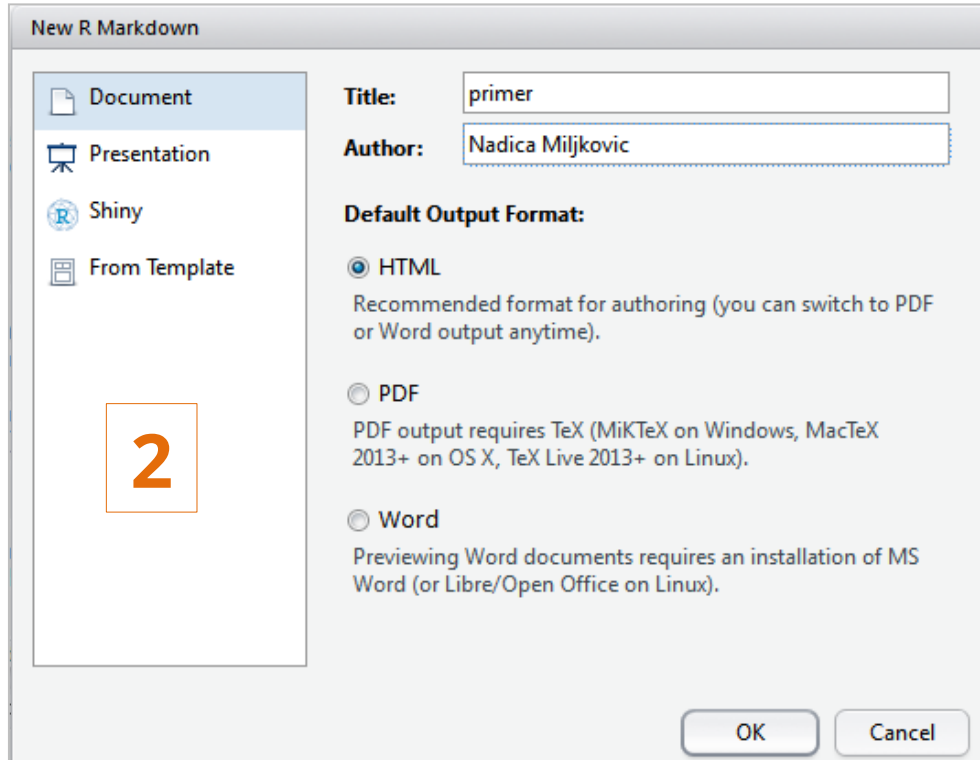 New R Markdown
Document
Presentation
Shiny
From Template
2
Title:
primer
Author:
Nadica Miljkovic
Default Output Format:
HTML
Recommended format for authoring (you can switch to PDF
or Word output anytime).
PDF
PDF output requires TeX (MiKTeX on Windows, MacTeX
2013+ on OS X, TeX Live 2013+ on Linux).
Word
Previewing Word documents requires an installation of MS
Word (or Libre/Open Office on Linux).
OK
Cancel